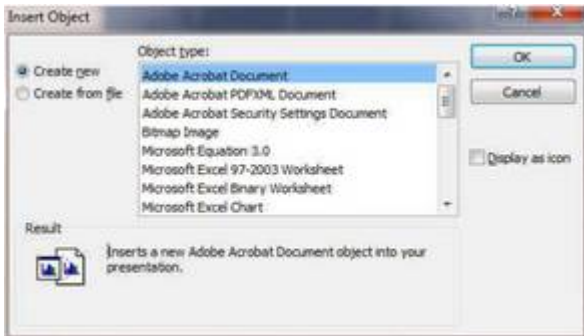 Insert Object
Object type:
Create new
Create from file
Adobe Acrobat Document
Adobe Acrobat PDFXML Document
Adobe Acrobat Security Settings Document
Bitmap Image
Microsoft Equation 3.0
Microsoft Excel 97-2003 Worksheet
Microsoft Excel Binary Worksheet
Microsoft Excel Chart
OK
Cancel
Display as icon
Result
Inserts a new Adobe Acrobat Document object into your
presentation.